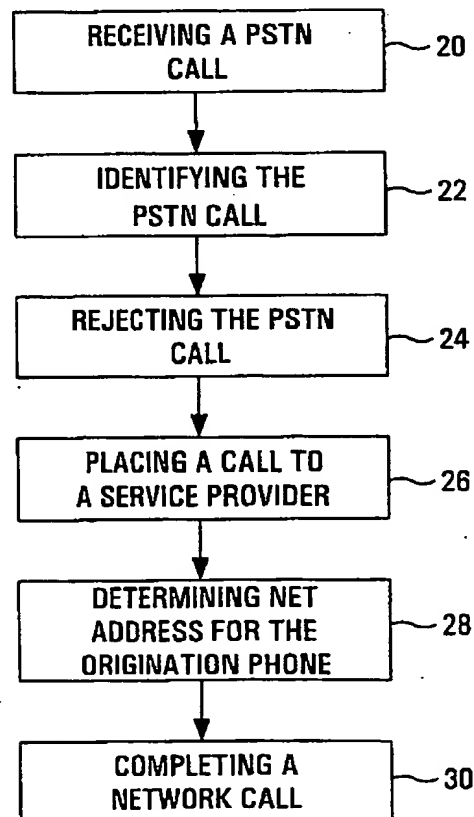 RECEIVING A PSTN
CALL
20
IDENTIFYING THE
PSTN CALL
22
REJECTING THE PSTN
CALL
24
PLACING A CALL TO
A SERVICE PROVIDER
26
DETERMINING NET
ADDRESS FOR THE
ORIGINATION PHONE
28
COMPLETING A
NETWORK CALL
30